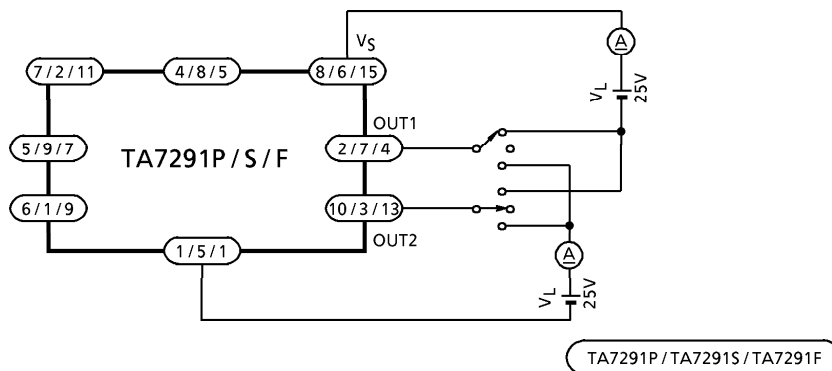 VS
A
7 / 2 / 11
4 / 8 / 5
8 / 6 / 15
VL
25V
OUT1
5 / 9 / 7
TA7291P / S / F
2 / 7 / 4
6 / 1 / 9
10 / 3 / 13
OUT2
1 / 5 / 1
A
VL
25V
TA7291P / TA7291S / TA7291F